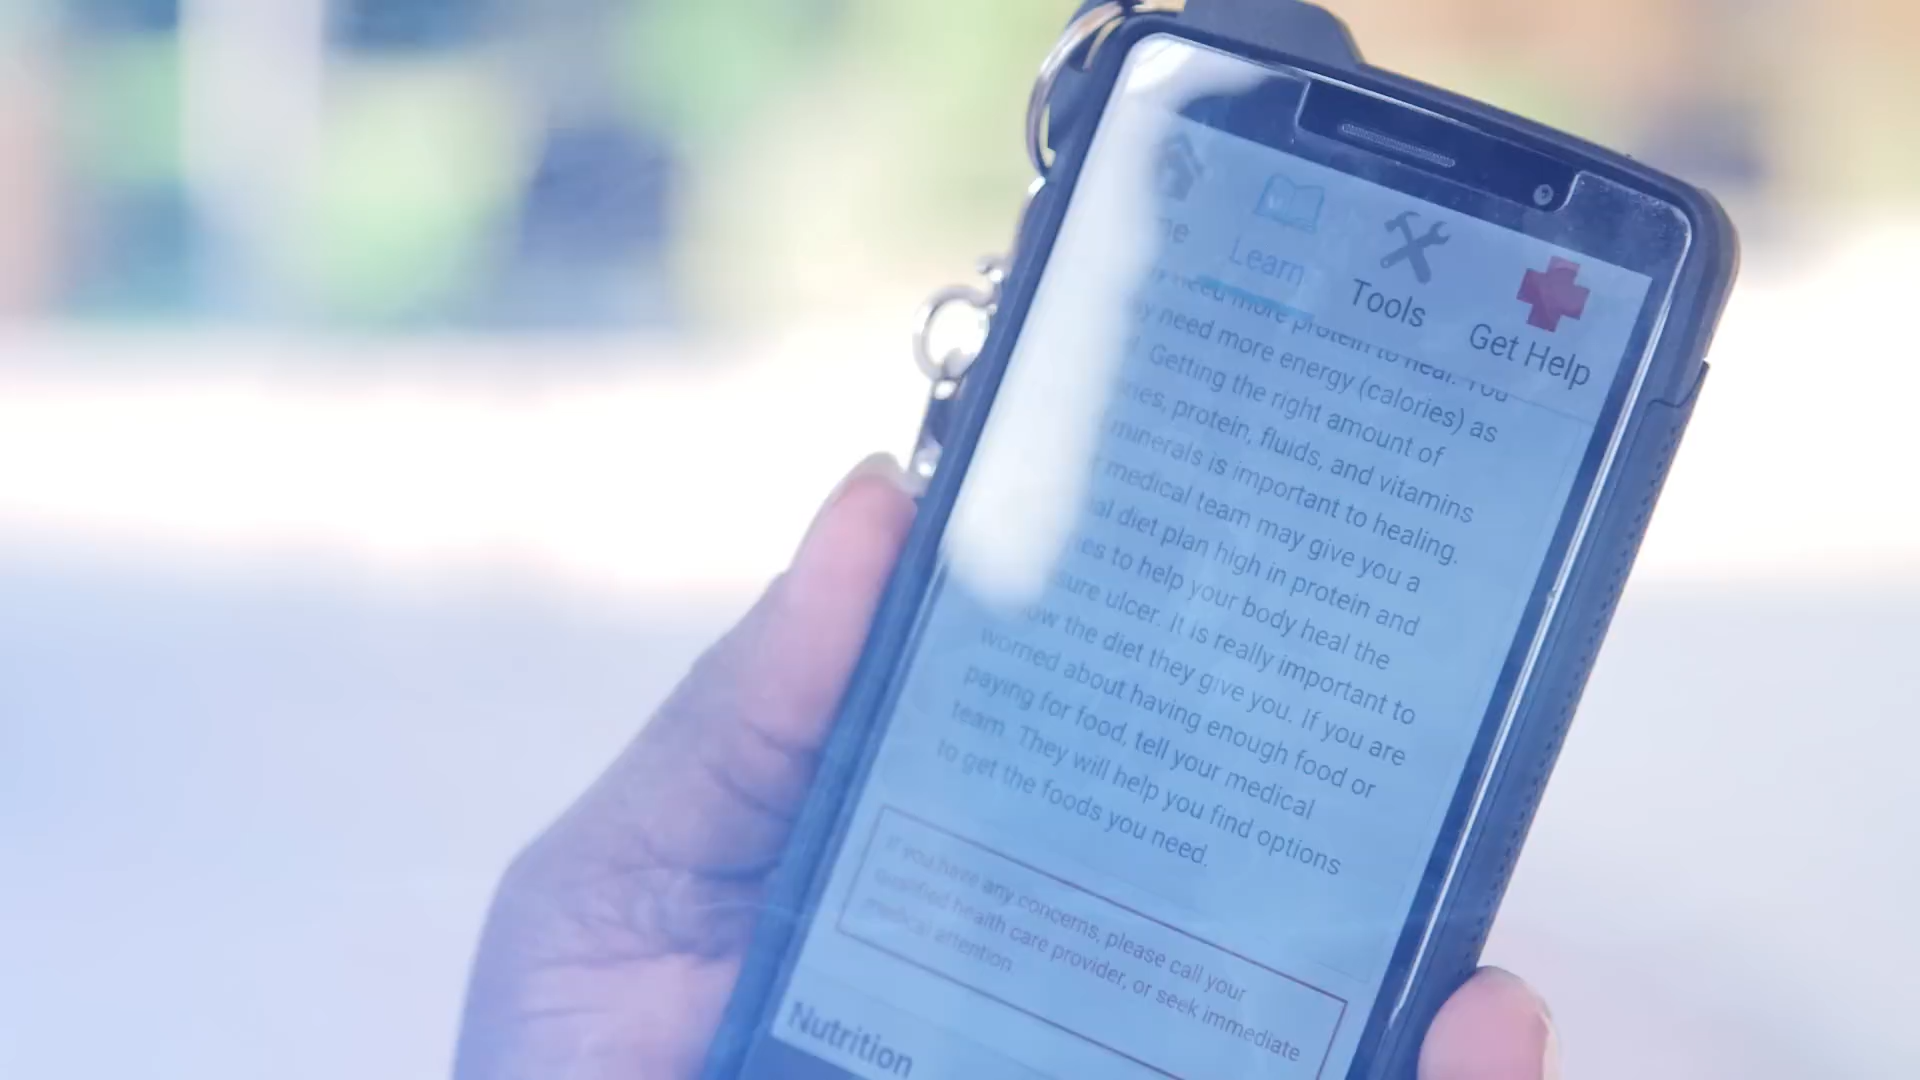 Learn
Tools
Get Help
need more protein to heal. You
need more energy (calories) as
Getting the right amount of
protein, fluids, and vitamins
minerals is important to healing.
medical team may give you a
diet plan high in protein and
to help your body heal the
ulcer. It is really important to
the diet they give you. If you are
worried about having enough food or
paying for food, tell your medical
team. They will help you find options
to get the foods you need.
If you have any concerns, please call your
qualified health care provider, or seek immediate
medical attention.
Nutrition